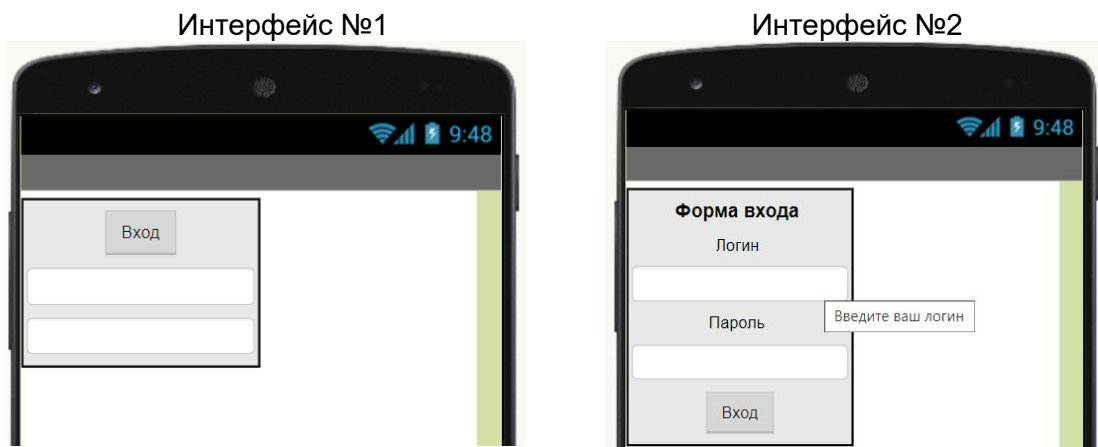 Интерфейс №1
9:48
Вход
Интерфейс №2
9:48
Форма входа
Логин
Введите ваш логин
Пароль
Вход